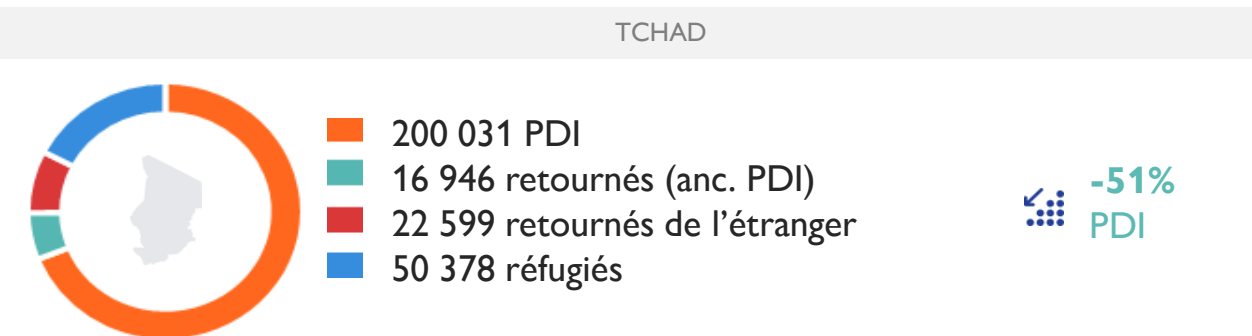 TCHAD
200 031 PDI
16 946 retournés (anc. PDI)
22 599 retournés de l’étranger
50 378 réfugiés
-51%
PDI